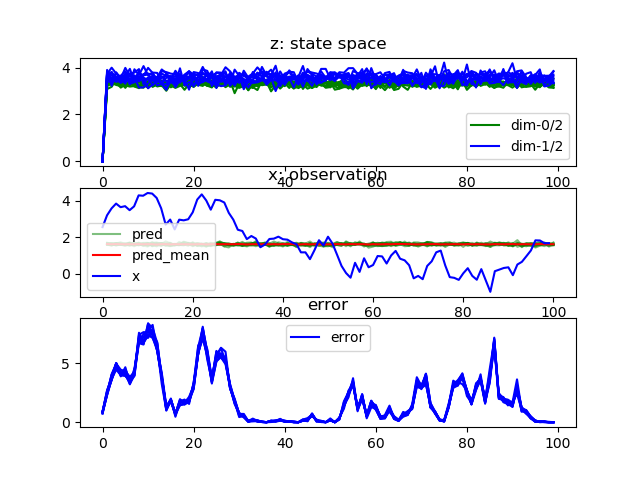 z: state space
4
2
0
dim-0/2
dim-1/2
0 20 40 60 80 100
x: observation
4
2
0
pred
pred_mean
x
0 20 40 60 80 100
error
5
0
error
0 20 40 60 80 100